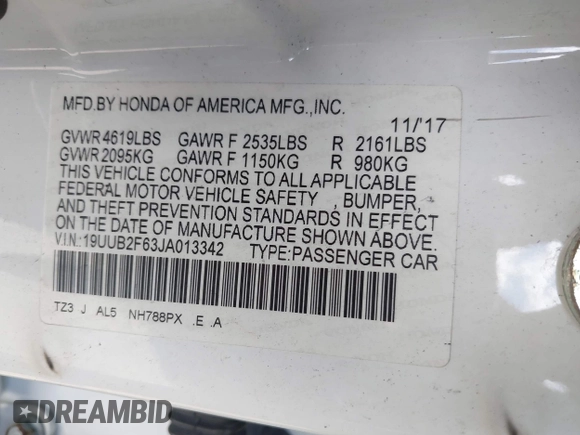 MFD.BY HONDA OF AMERICA MFG.,INC.
11/'17
GVWR 4619LBS GAWR F 2535LBS R 2161LBS
GVWR 2095KG GAWR F 1150KG R 980KG
THIS VEHICLE CONFORMS TO ALL APPLICABLE
FEDERAL MOTOR VEHICLE SAFETY , BUMPER,
AND THEFT PREVENTION STANDARDS IN EFFECT
ON THE DATE OF MANUFACTURE SHOWN ABOVE.
V.I.N.:19UUB2F63JA013342 TYPE:PASSENGER CAR
TZ3 J AL5 NH788PX .E .A
DREAMBID